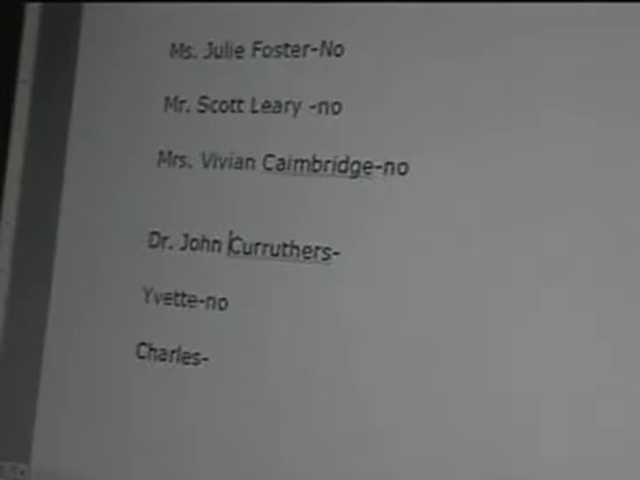 Ms. Julie Foster-No
Mr. Scott Leary -no
Mrs. Vivian Caimbridge-no
Dr. John Curruthers-
Yvette-no
Charles-